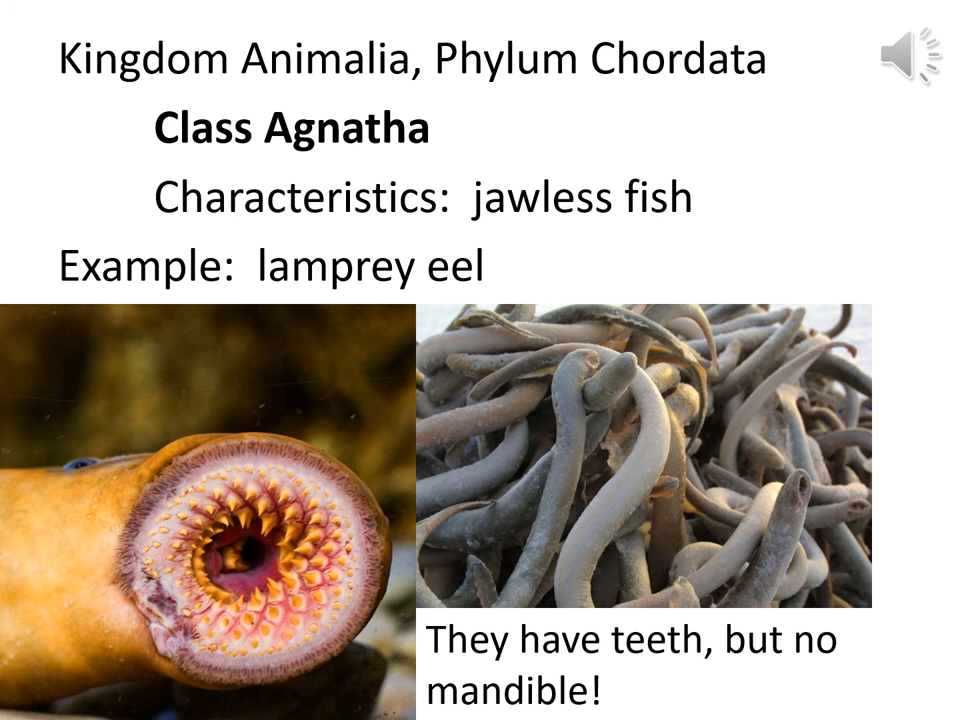 Kingdom Animalia, Phylum Chordata
Class Agnatha
Characteristics:  jawless fish
Example:  lamprey eel
They have teeth, but no
mandible!